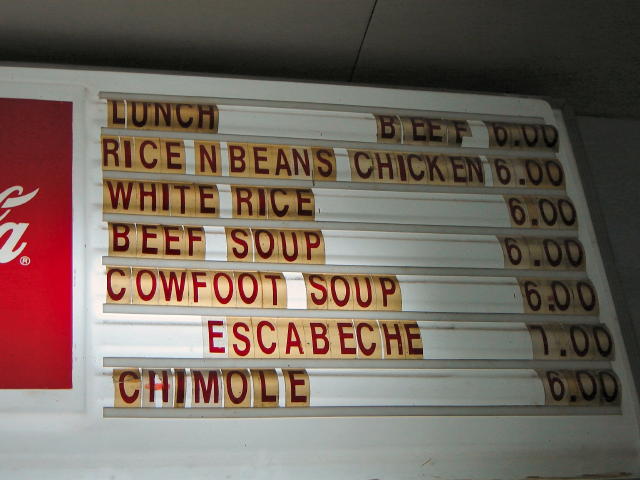 LUNCH BEEF 6.00
RICE N BEANS CHICKEN 6.00
WHITE RICE 6.00
BEEF SOUP 6.00
COWFOOT SOUP 6.00
ESCABECHE 7.00
CHIMOLE 6.00
a®